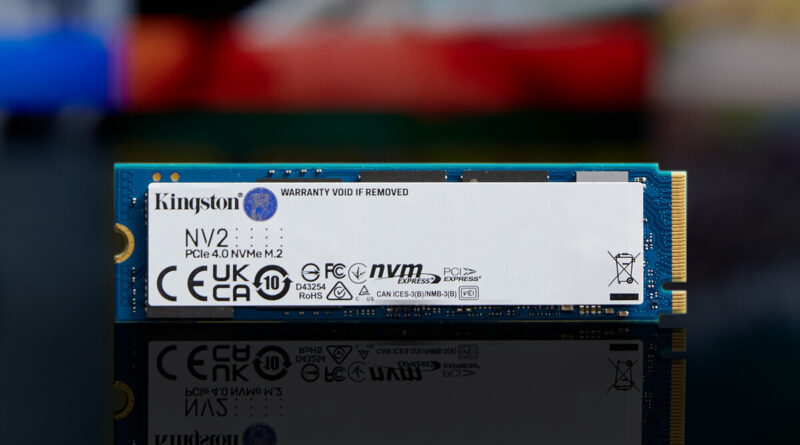 Kingston
WARRANTY VOID IF REMOVED
NV2
PCIe 4.0 NVMe M.2
CE UK CA 10 D43254 RoHS FC nvm EXPRESS PCI EXPRESS
CAN ICES-3(B)/NMB-3(B)